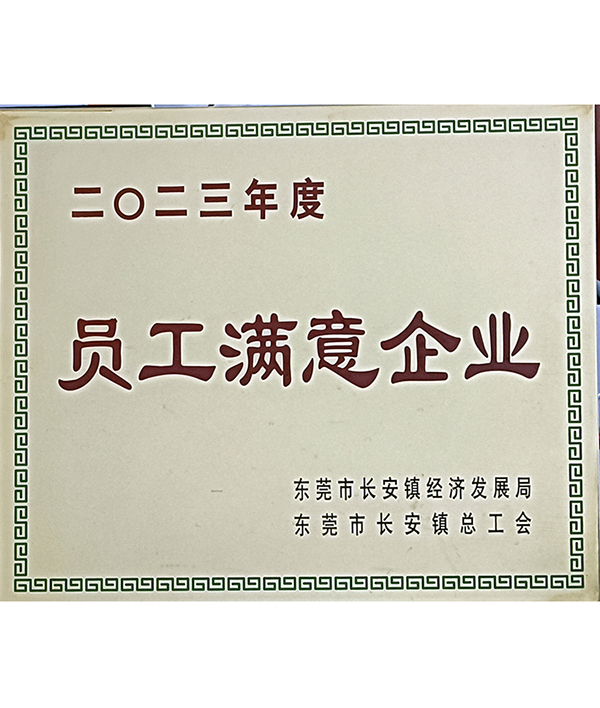 二〇二三年度
员工满意企业
东莞市长安镇经济发展局
东莞市长安镇总工会